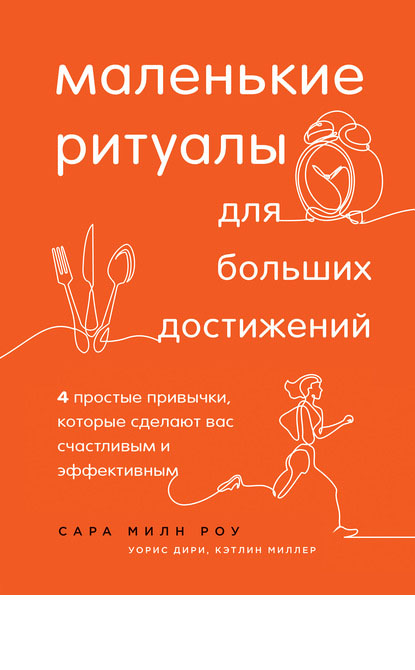 маленькие
ритуалы
для
больших
достижений
4 простые привычки,
которые сделают вас
счастливым и
эффективным
САРА МИЛН РОУ
УОРИС ДИРИ, КЭТЛИН МИЛЛЕР